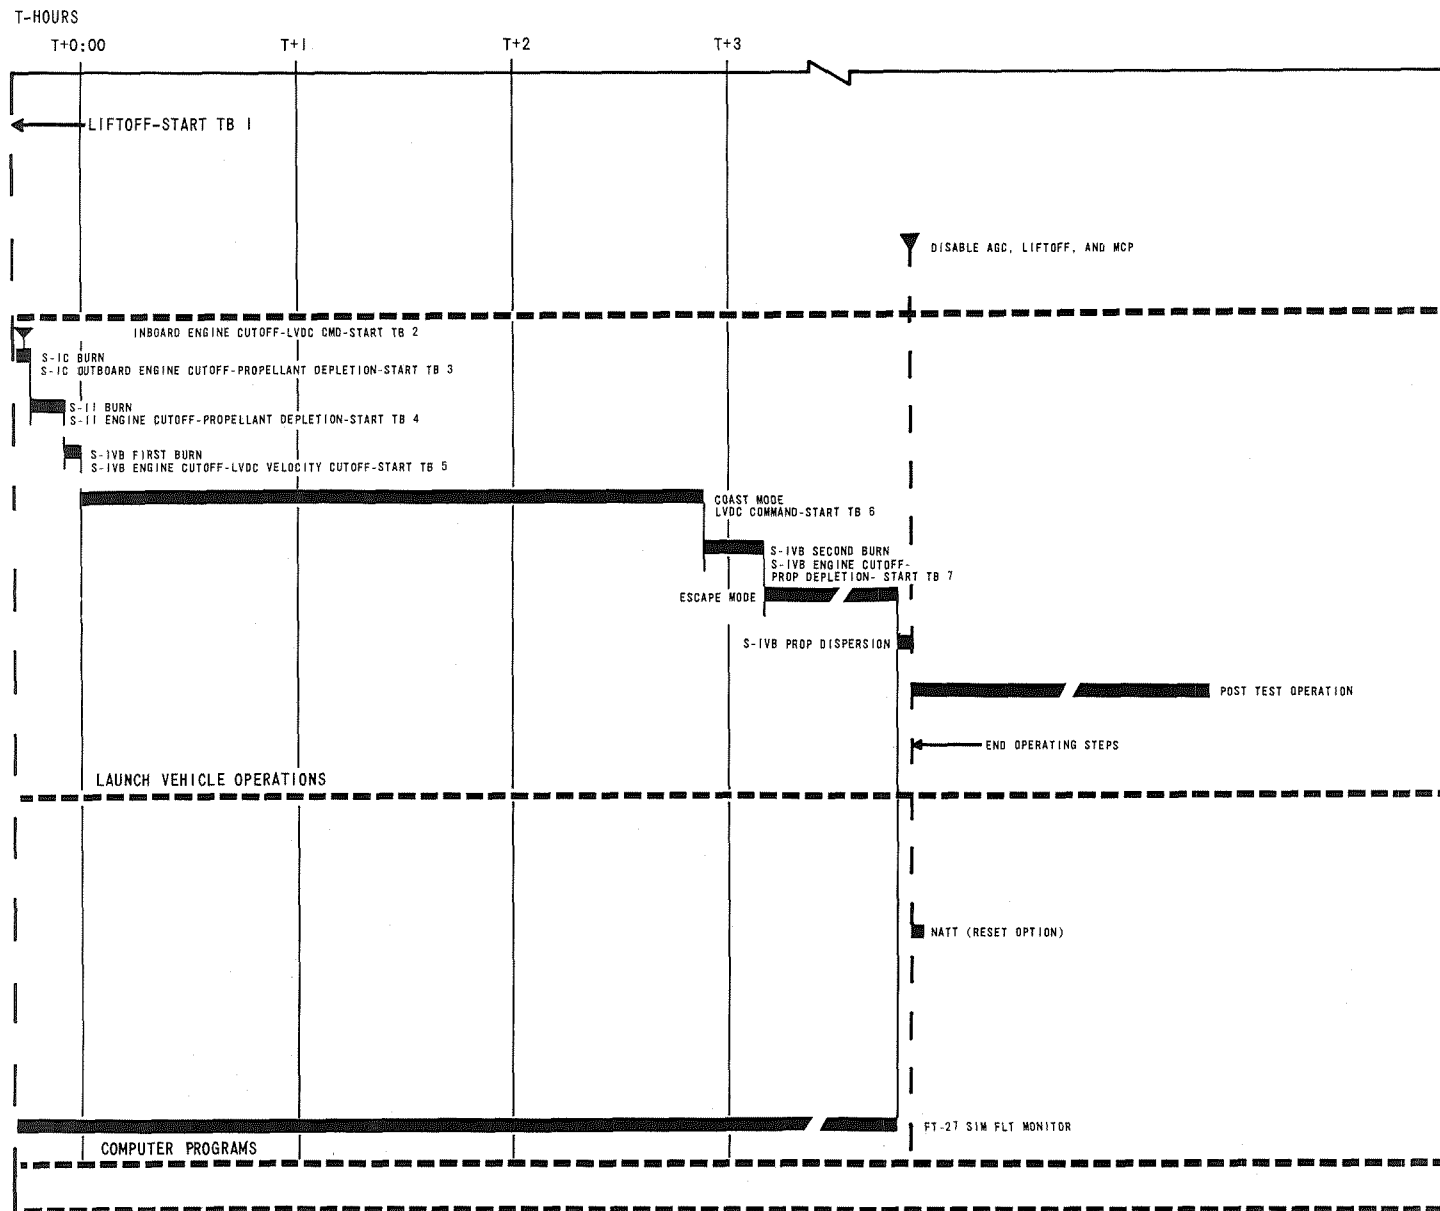 T-HOURS
T+0:00 T+1 T+2 T+3
LIFTOFF-START TB 1
DISABLE AGC, LIFTOFF, AND MCP
INBOARD ENGINE CUTOFF-LVDC CMD-START TB 2
S-IC BURN
S-IC OUTBOARD ENGINE CUTOFF-PROPELLANT DEPLETION-START TB 3
S-II BURN
S-II ENGINE CUTOFF-PROPELLANT DEPLETION-START TB 4
S-IVB FIRST BURN
S-IVB ENGINE CUTOFF-LVDC VELOCITY CUTOFF-START TB 5
COAST MODE
LVDC COMMAND-START TB 6
S-IVB SECOND BURN
S-IVB ENGINE CUTOFF-
PROP DEPLETION- START TB 7
ESCAPE MODE
S-IVB PROP DISPERSION
POST TEST OPERATION
END OPERATING STEPS
LAUNCH VEHICLE OPERATIONS
NATT (RESET OPTION)
FT-27 SIM FLT MONITOR
COMPUTER PROGRAMS